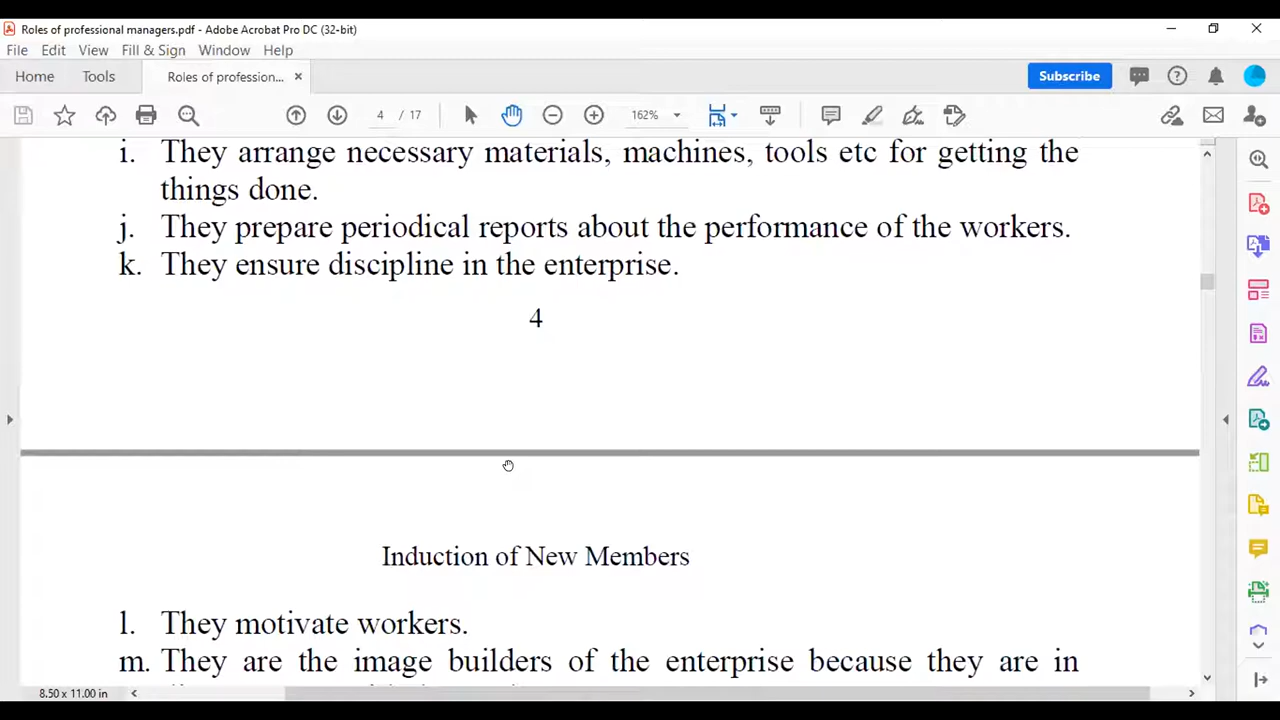 Roles of professional managers.pdf - Adobe Acrobat Pro DC (32-bit)
File Edit View Fill & Sign Window Help
Home Tools Roles of profession... × Subscribe
4 / 17 162%
i. They arrange necessary materials, machines, tools etc for getting the
things done.
j. They prepare periodical reports about the performance of the workers.
k. They ensure discipline in the enterprise.
4
Induction of New Members
l. They motivate workers.
m. They are the image builders of the enterprise because they are in
8.50 x 11.00 in